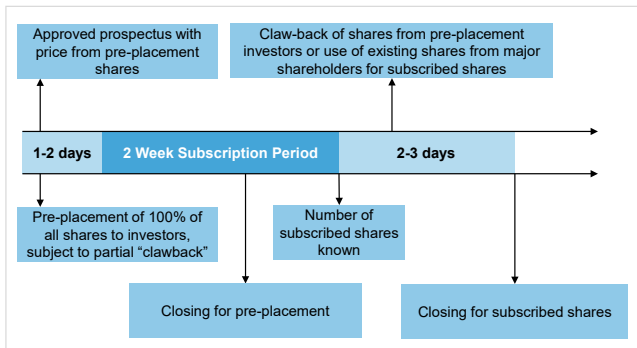 Approved prospectus with
price from pre-placement
shares
Claw-back of shares from pre-placement
investors or use of existing shares from major
shareholders for subscribed shares
1-2 days
2 Week Subscription Period
2-3 days
Pre-placement of 100% of
all shares to investors,
subject to partial “clawback”
Number of
subscribed shares
known
Closing for pre-placement
Closing for subscribed shares